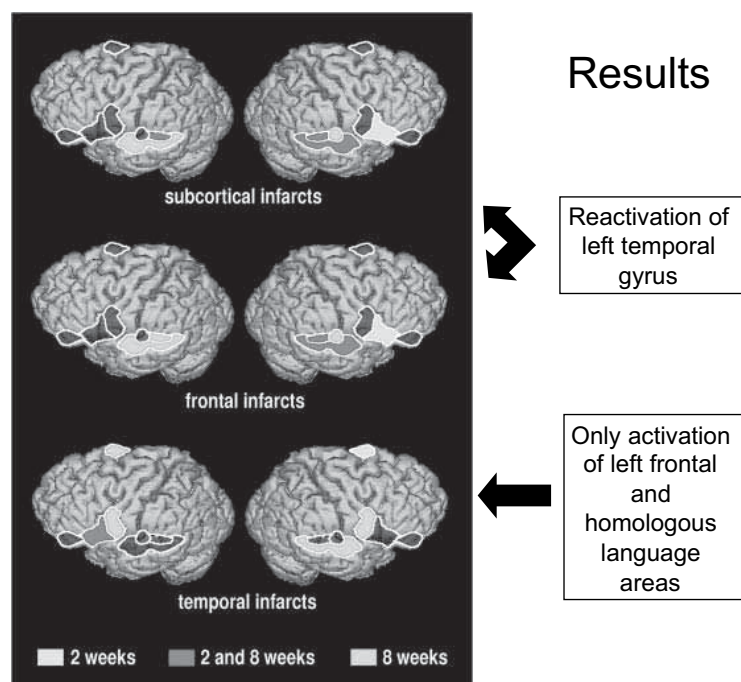 Results
subcortical infarcts
Reactivation of
left temporal
gyrus
frontal infarcts
Only activation
of left frontal
and
homologous
language
areas
temporal infarcts
2 weeks
2 and 8 weeks
8 weeks